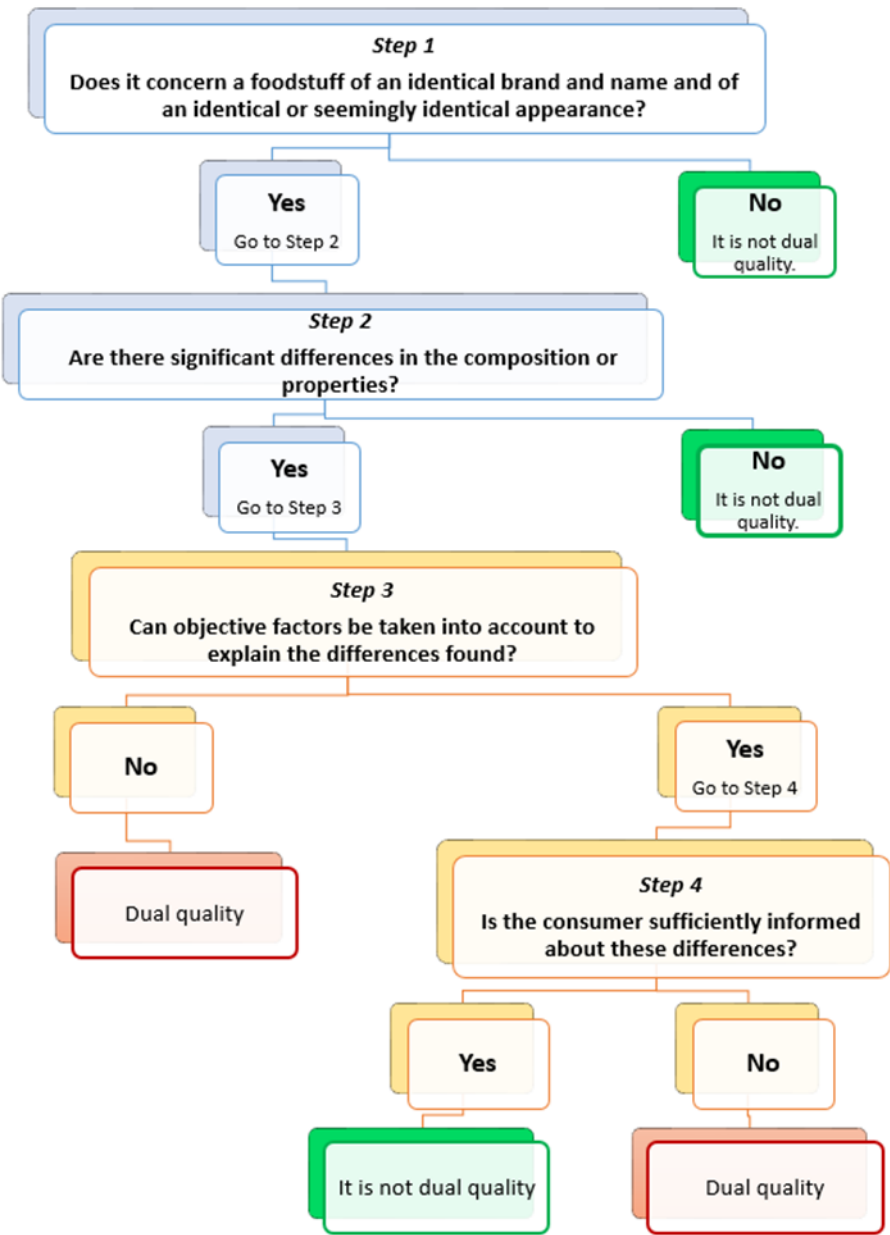 Step 1
Does it concern a foodstuff of an identical brand and name and of
an identical or seemingly identical appearance?
Yes
Go to Step 2
No
It is not dual
quality.
Step 2
Are there significant differences in the composition or
properties?
Yes
Go to Step 3
No
It is not dual
quality.
Step 3
Can objective factors be taken into account to
explain the differences found?
No
Yes
Go to Step 4
Dual quality
Step 4
Is the consumer sufficiently informed
about these differences?
Yes
No
It is not dual quality
Dual quality